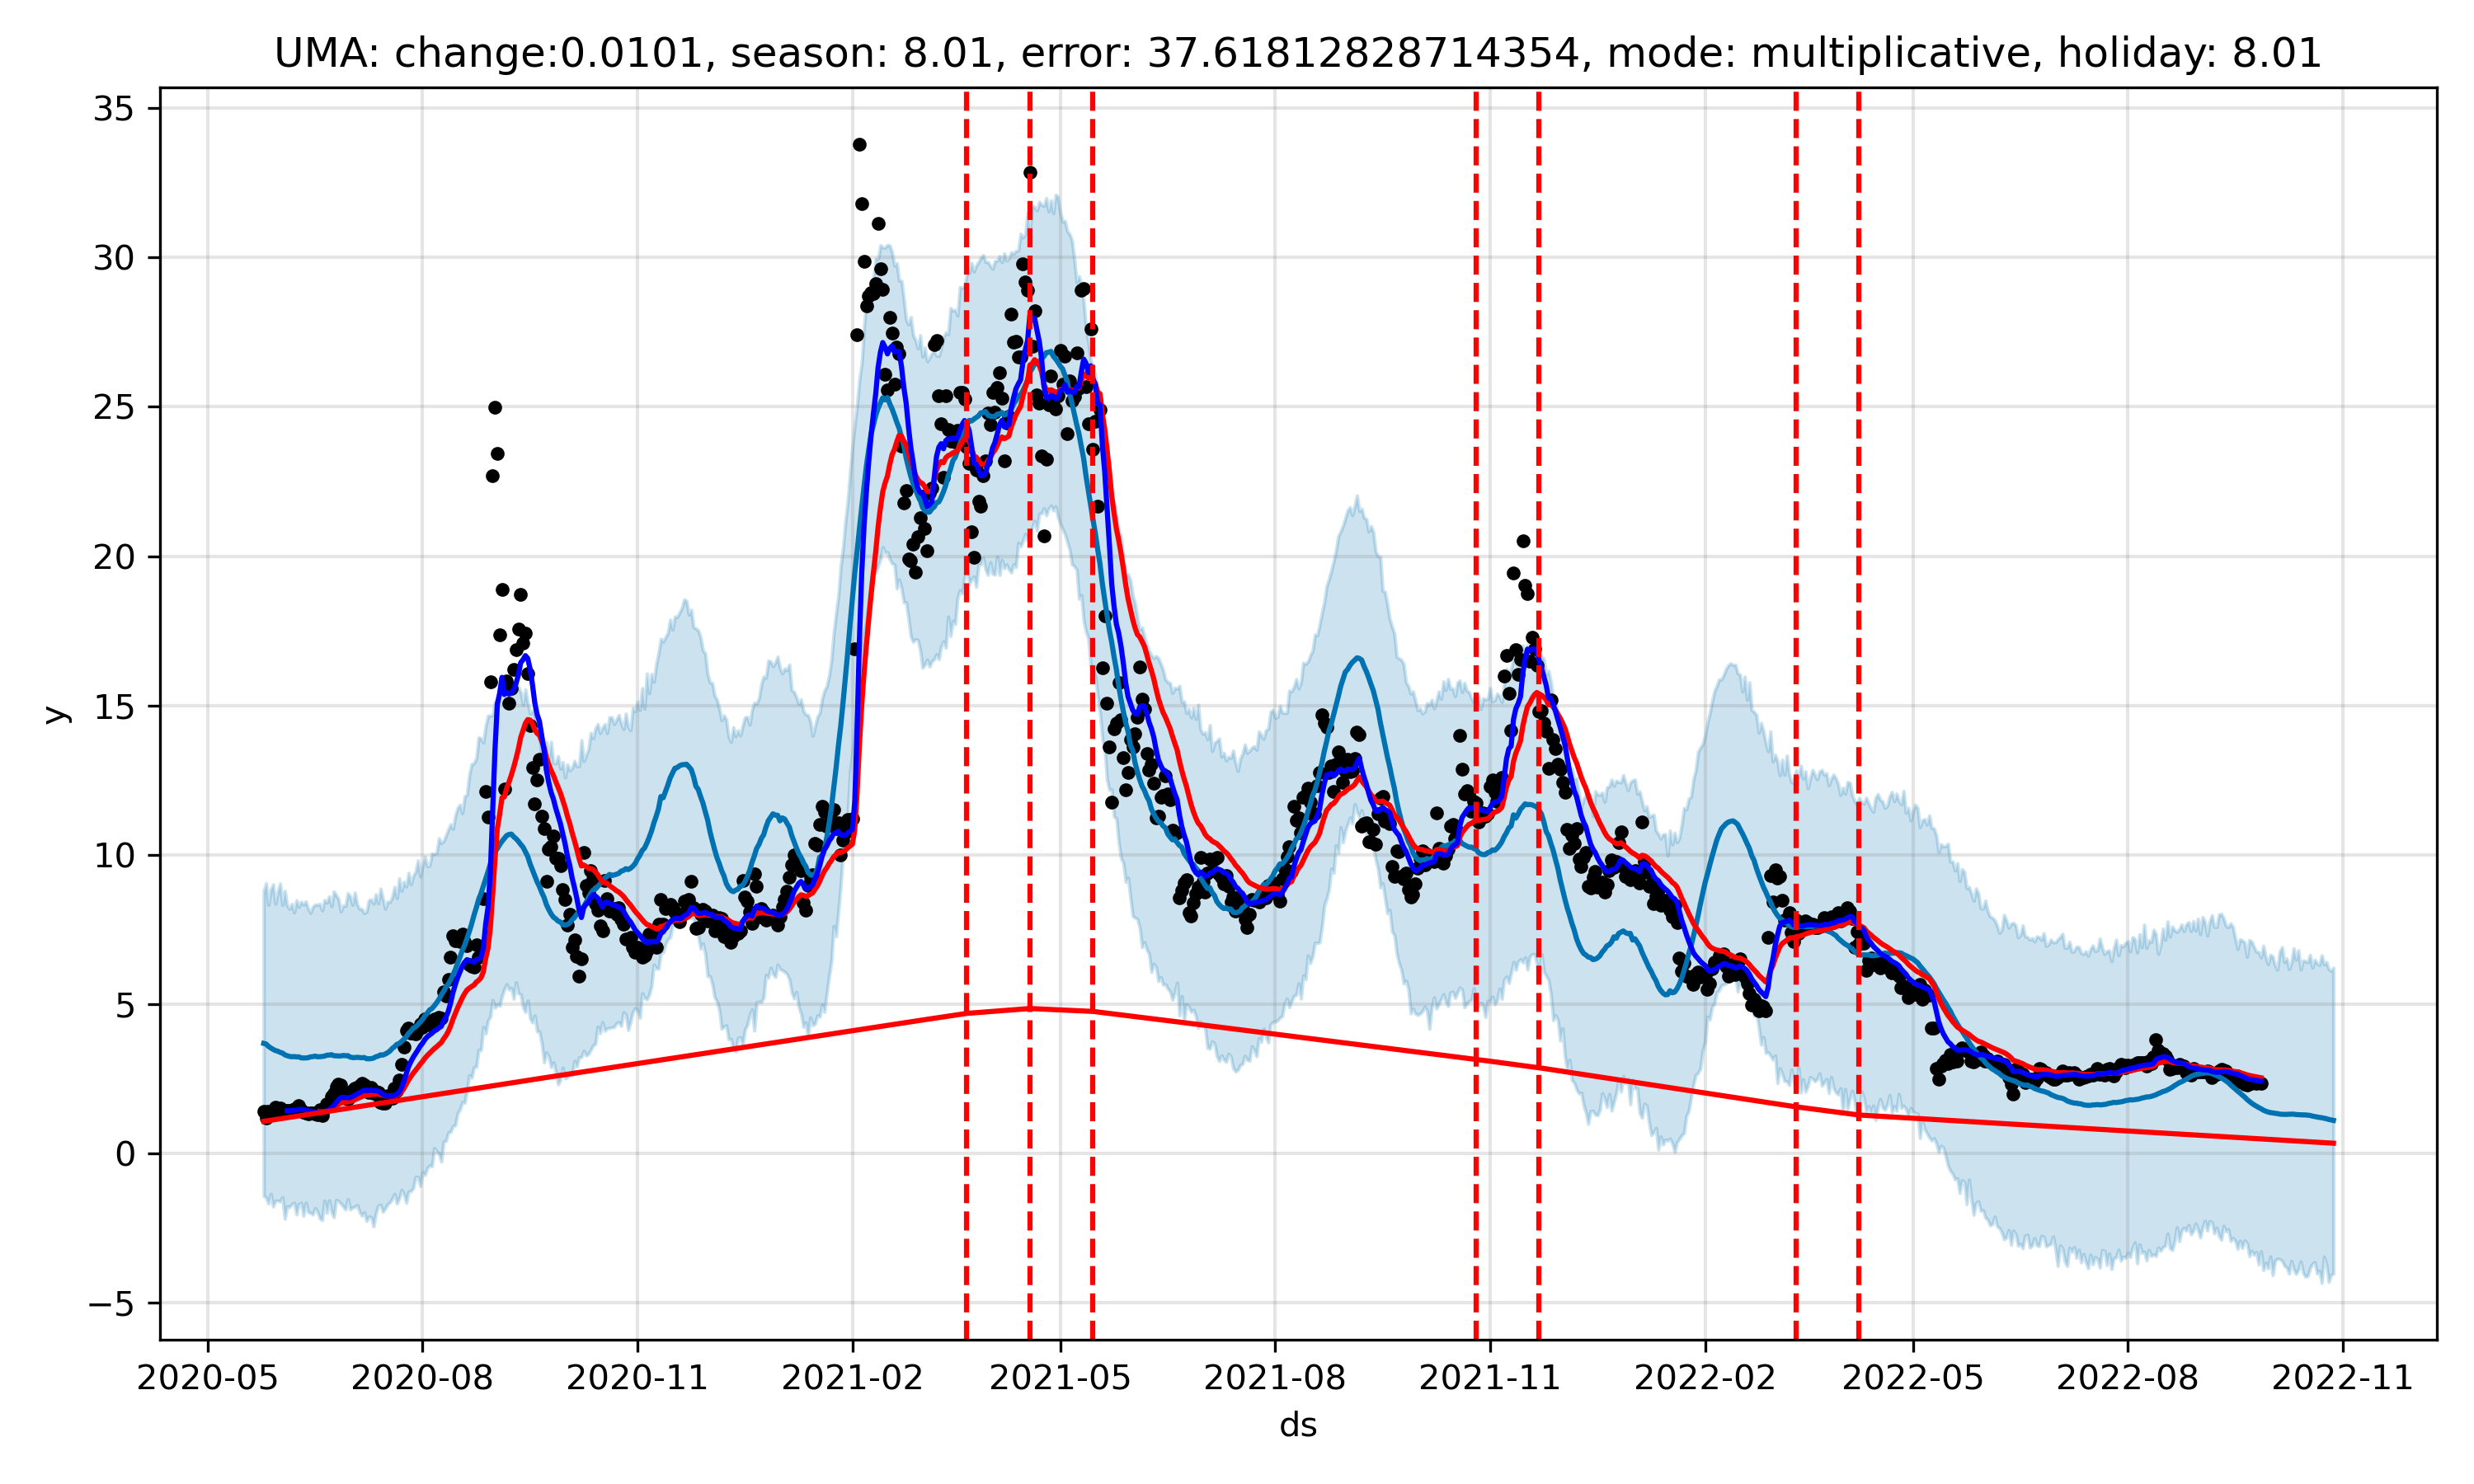 UMA: change:0.0101, season: 8.01, error: 37.61812828714354, mode: multiplicative, holiday: 8.01
35
30
25
20
15
10
5
0
−5
y
2020-05 2020-08 2020-11 2021-02 2021-05 2021-08 2021-11 2022-02 2022-05 2022-08 2022-11
ds